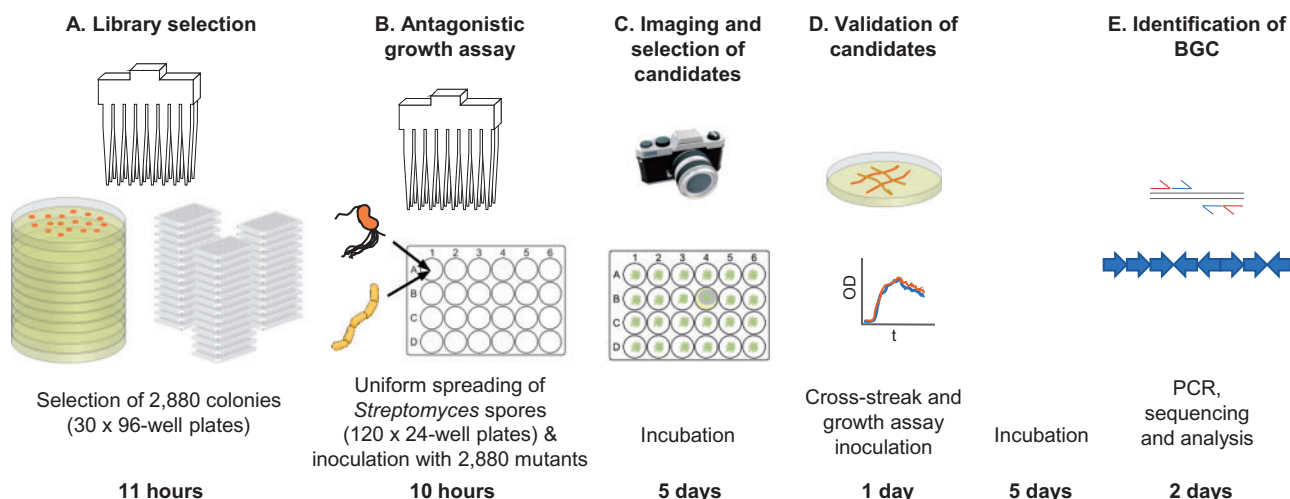 A. Library selection
B. Antagonistic
growth assay
C. Imaging and
selection of
candidates
D. Validation of
candidates
E. Identification of
BGC
1 2 3 4 5 6
A
B
C
D
1 2 3 4 5 6
A
B
C
D
OD
t
Selection of 2,880 colonies
(30 x 96-well plates)
Uniform spreading of
Streptomyces spores
(120 x 24-well plates) &
inoculation with 2,880 mutants
Incubation
Cross-streak and
growth assay
inoculation
Incubation
PCR,
sequencing
and analysis
11 hours
10 hours
5 days
1 day
5 days
2 days